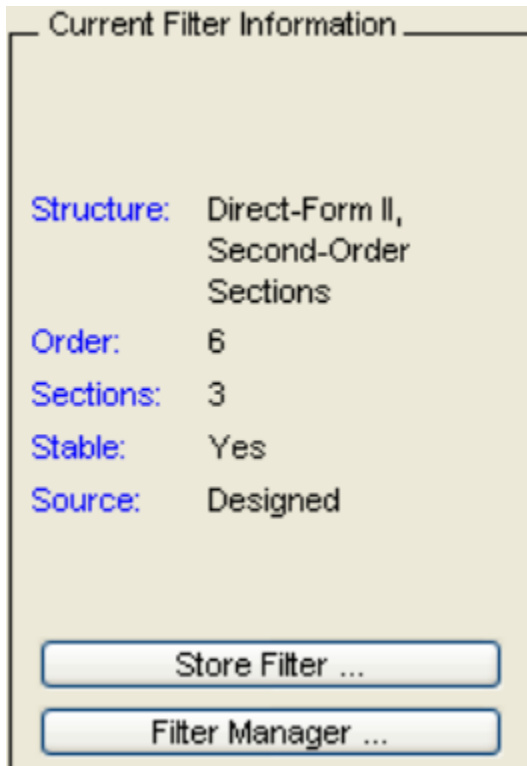 Current Filter Information
Structure: Direct-Form II,
Second-Order
Sections
Order: 6
Sections: 3
Stable: Yes
Source: Designed
Store Filter ...
Filter Manager ...